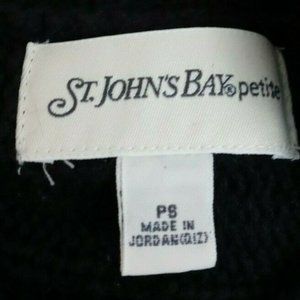 ST. JOHN'S BAY® petite
PS
MADE IN
JORDAN(QIZ)